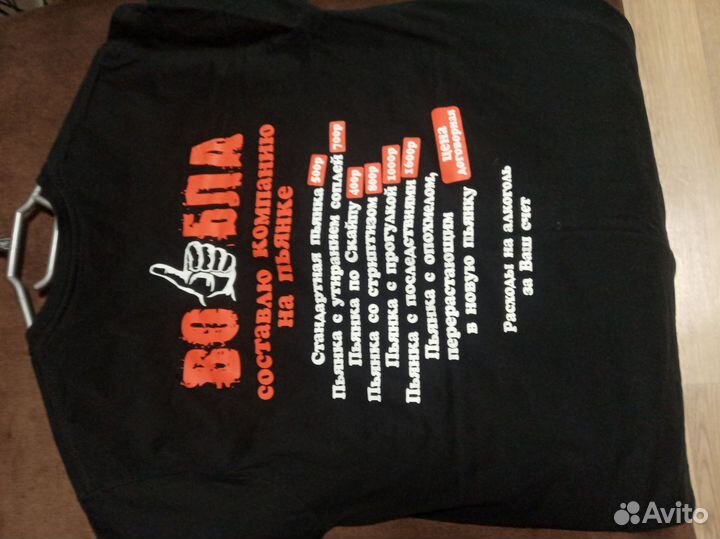 ВО БЛА
составлю компанию
на пьянке
Стандартная пьянка 500р
Пьянка с утиранием соплей 700р
Пьянка по Скайпу 400р
Пьянка со стриптизом 800р
Пьянка с прогулкой 1000р
Пьянка с последствиями 1600р
Пьянка с опохмелом,
перерастающим
в новую пьянку
цена
договорная
Расходы на алкоголь
за Ваш счет
Avito